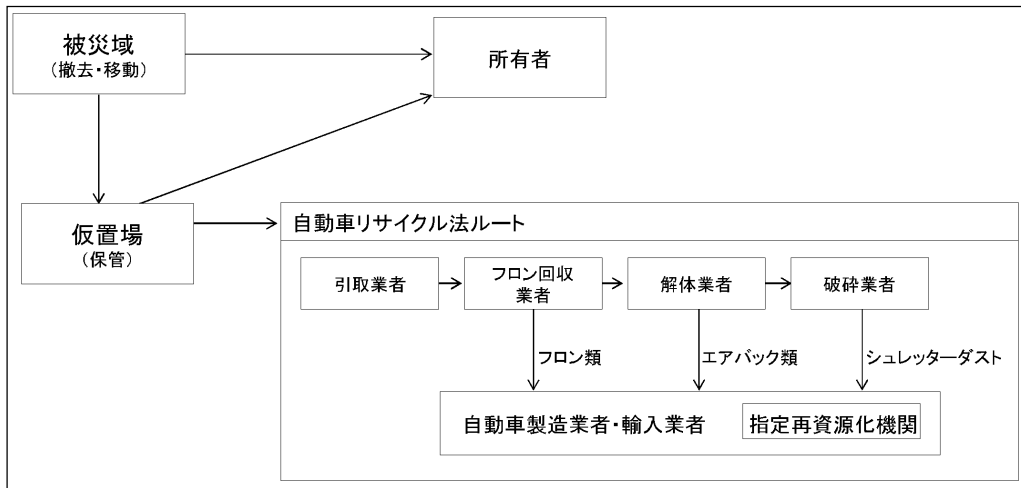 被災域
(撤去・移動)
所有者
仮置場
(保管)
自動車リサイクル法ルート
引取業者
フロン回収
業者
解体業者
破砕業者
フロン類
エアバック類
シュレッターダスト
自動車製造業者・輸入業者
指定再資源化機関